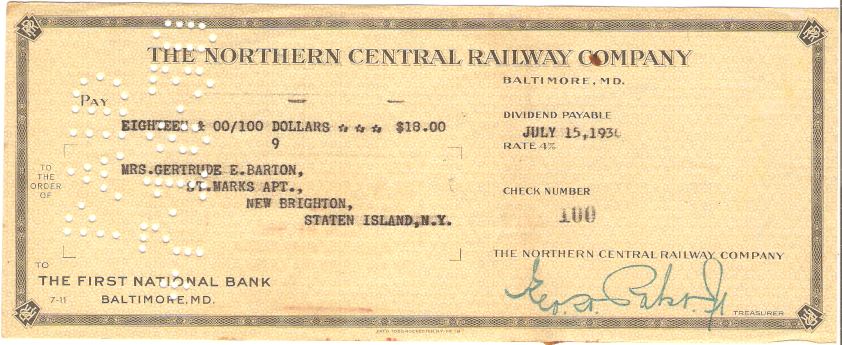 THE NORTHERN CENTRAL RAILWAY COMPANY
BALTIMORE, MD.
PAY
EIGHTEEN & 00/100 DOLLARS ★ ★ ★ $18.00
9
DIVIDEND PAYABLE
JULY 15,193
RATE 4%
TO THE ORDER OF
MRS.GERTRUDE E.BARTON,
ST.MARKS APT.,
NEW BRIGHTON,
STATEN ISLAND,N.Y.
CHECK NUMBER
100
TO
THE FIRST NATIONAL BANK
7-11 BALTIMORE, MD.
THE NORTHERN CENTRAL RAILWAY COMPANY
TREASURER